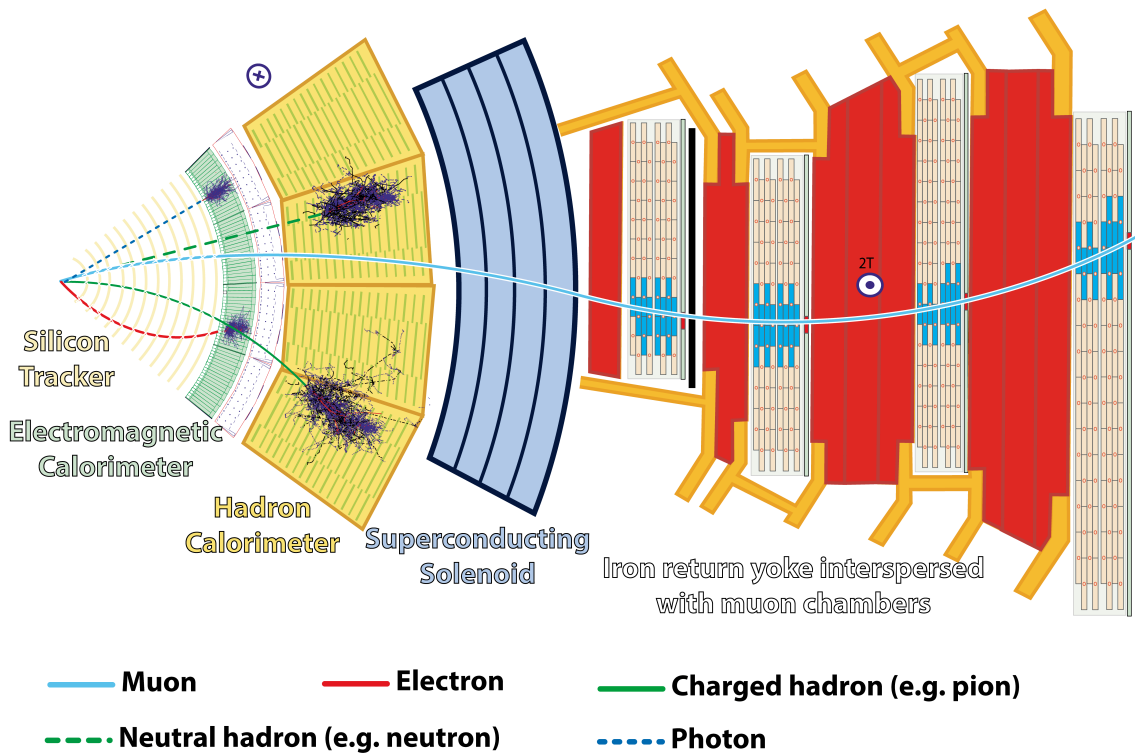 2T
Silicon
Tracker
Electromagnetic
Calorimeter
Hadron
Calorimeter
Superconducting
Solenoid
Iron return yoke interspersed
with muon chambers
Muon
Electron
Charged hadron (e.g. pion)
Neutral hadron (e.g. neutron)
Photon